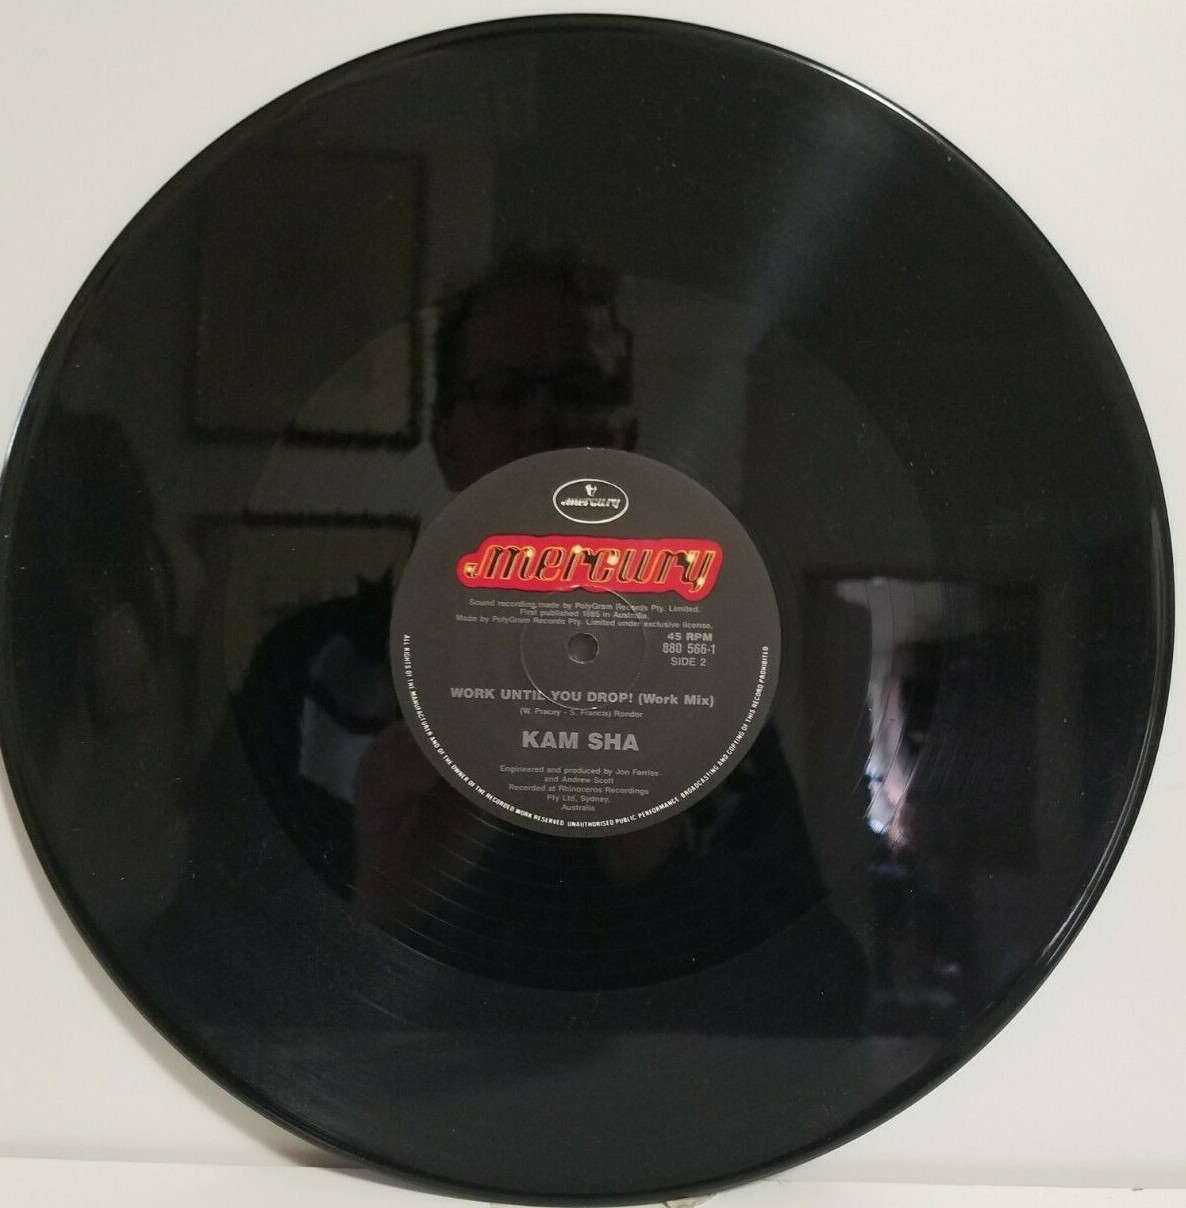 mercury
mercury
Sound recording made by PolyGram Records Pty. Limited.
First published 1985 in Australia.
Made by PolyGram Records Pty. Limited under exclusive license.
45 RPM
880 566-1
SIDE 2
WORK UNTIL YOU DROP! (Work Mix)
(W. Pracey - S. Francis) Rondor
KAM SHA
Engineered and produced by Jon Farriss
and Andrew Scott
Recorded at Rhinoceros Recordings
Pty Ltd, Sydney,
Australia
ALL RIGHTS OF THE MANUFACTURER AND OF THE OWNER OF THE RECORDED WORK RESERVED UNAUTHORISED PUBLIC PERFORMANCE, BROADCASTING AND COPYING OF THIS RECORD PROHIBITED